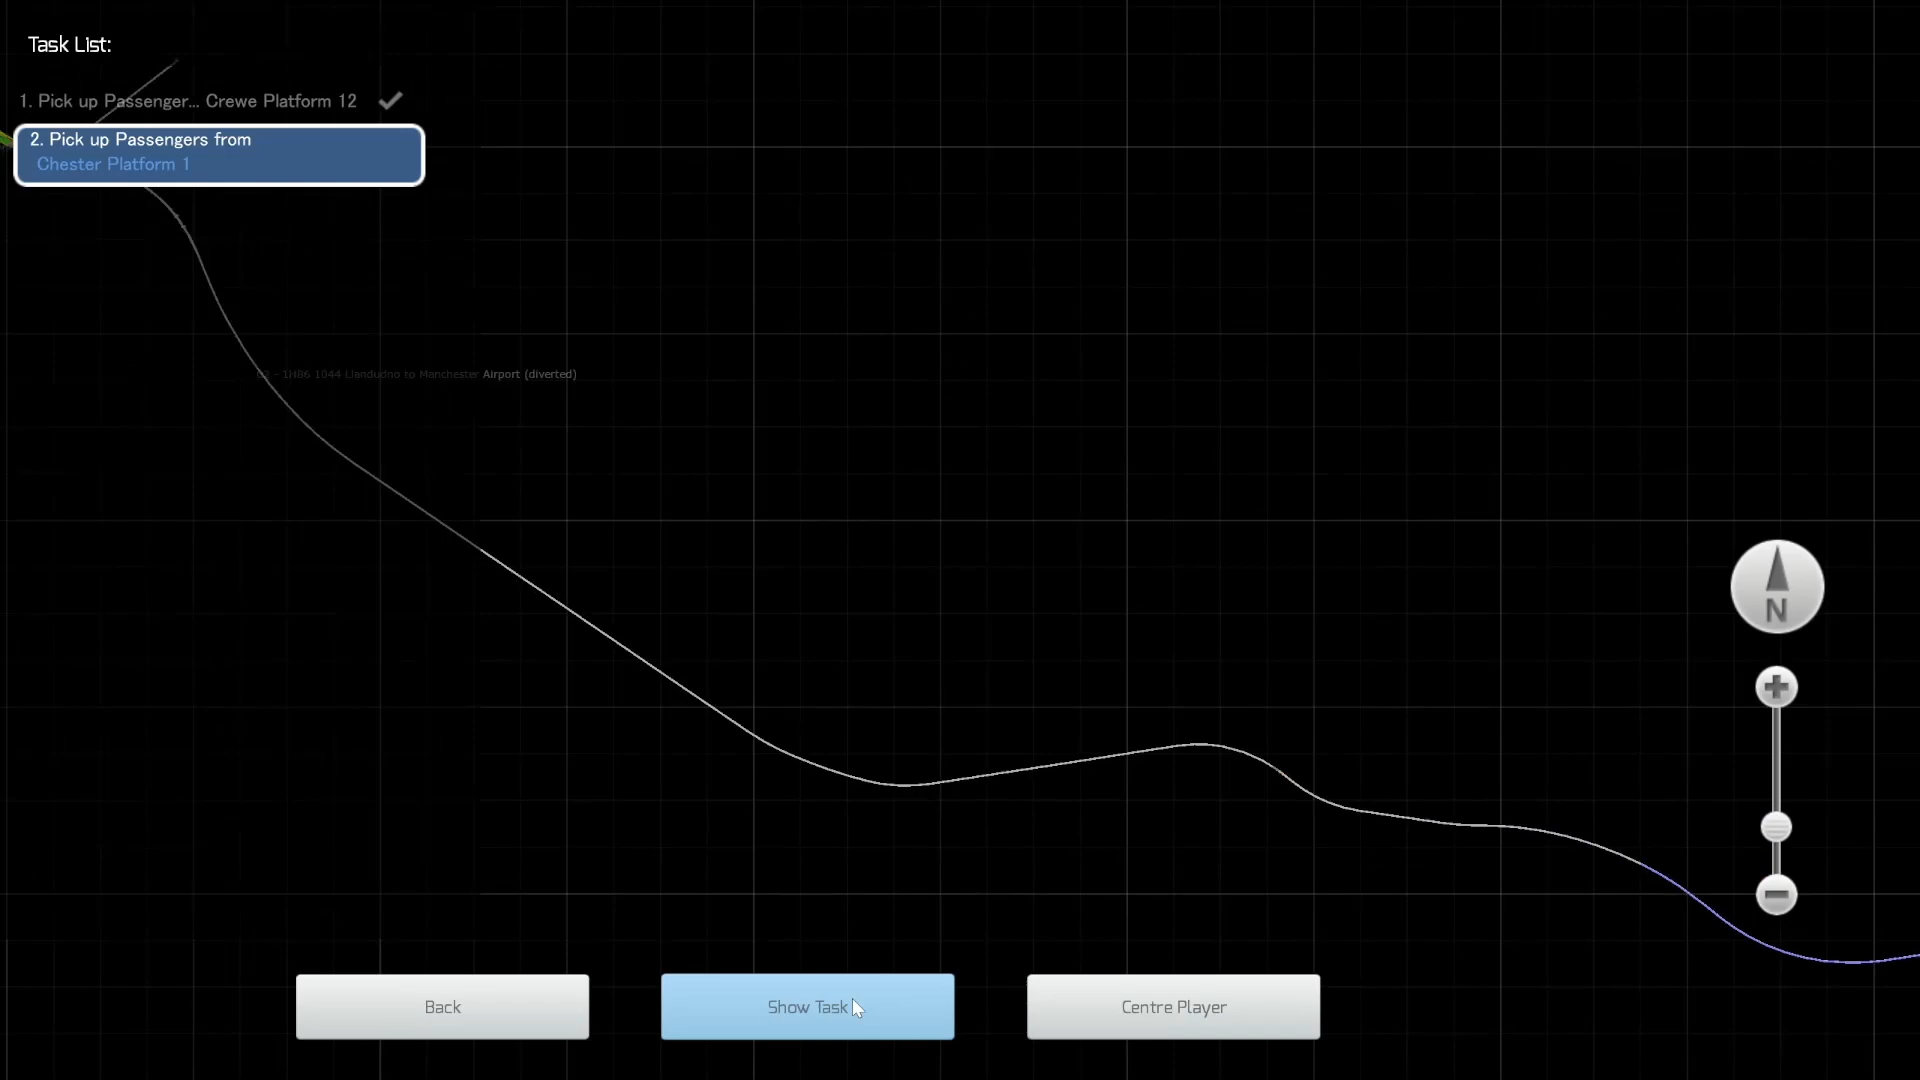 Task List:
1. Pick up Passenger... Crewe Platform 12
2. Pick up Passengers from
Chester Platform 1
- 1H86 1044 Llandudno to Manchester Airport (diverted)
N
Back
Show Task
Centre Player